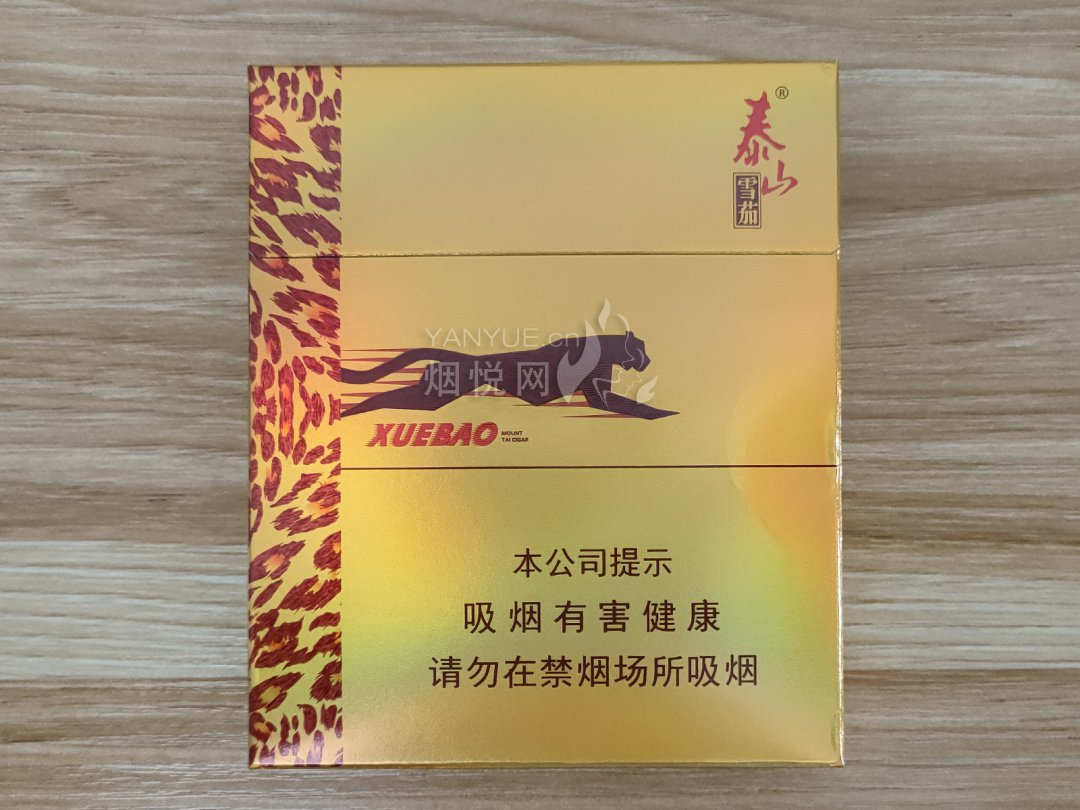 泰山®
雪茄
YANYUE.cn
烟悦网
XUEBAO MOUNT
TAI CIGAR
本公司提示
吸烟有害健康
请勿在禁烟场所吸烟